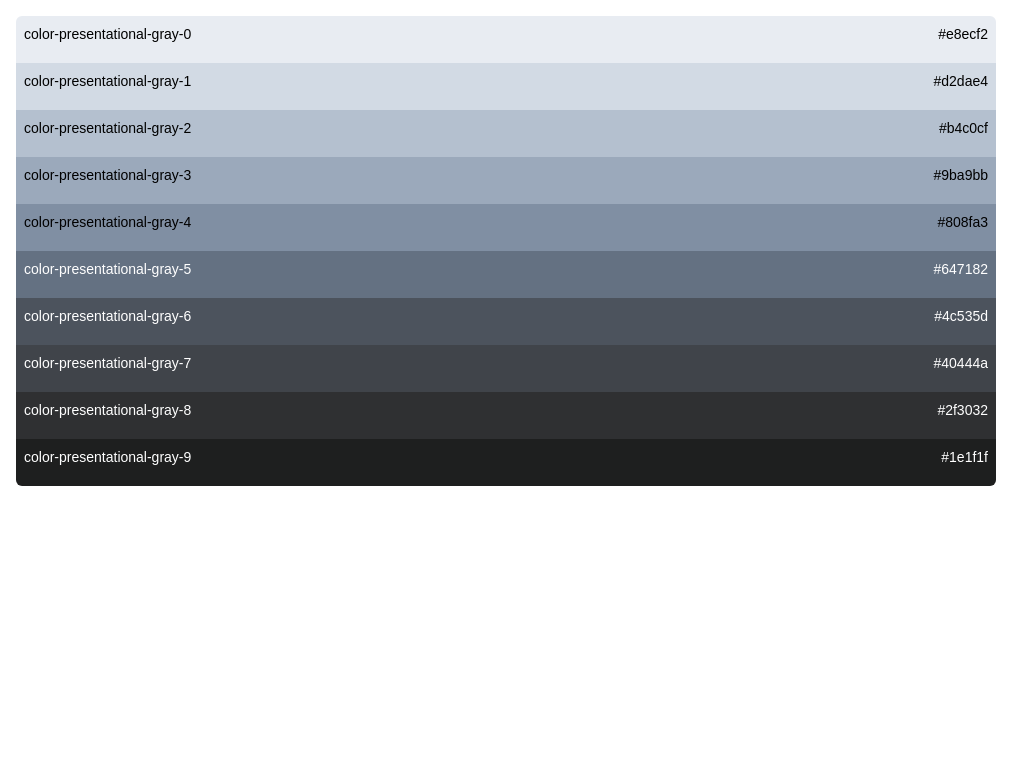 color-presentational-gray-0 #e8ecf2
color-presentational-gray-1 #d2dae4
color-presentational-gray-2 #b4c0cf
color-presentational-gray-3 #9ba9bb
color-presentational-gray-4 #808fa3
color-presentational-gray-5 #647182
color-presentational-gray-6 #4c535d
color-presentational-gray-7 #40444a
color-presentational-gray-8 #2f3032
color-presentational-gray-9 #1e1f1f